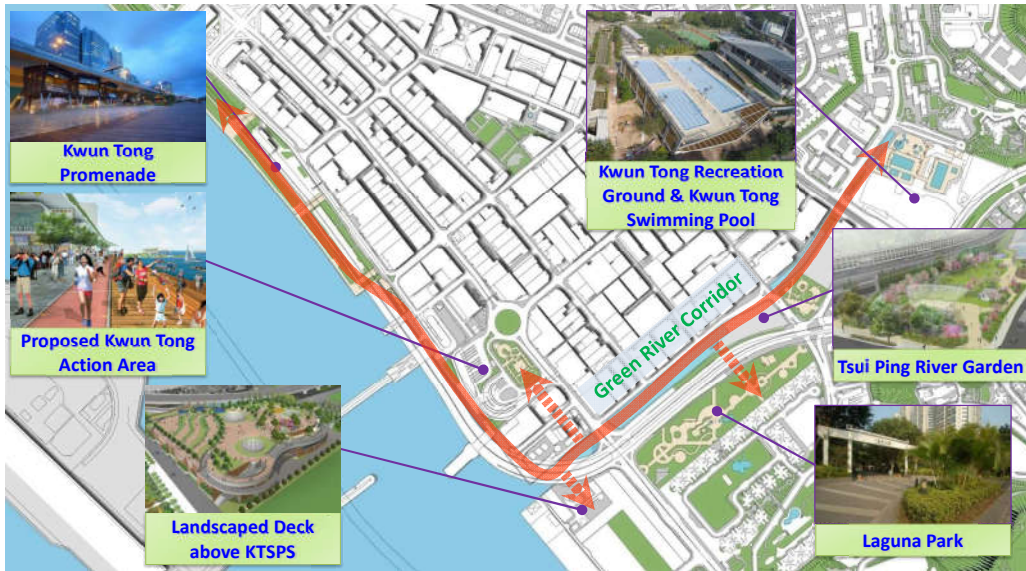 Kwun Tong
Promenade
Kwun Tong Recreation
Ground & Kwun Tong
Swimming Pool
Proposed Kwun Tong
Action Area
Green River Corridor
Tsui Ping River Garden
Landscaped Deck
above KTSPS
Laguna Park